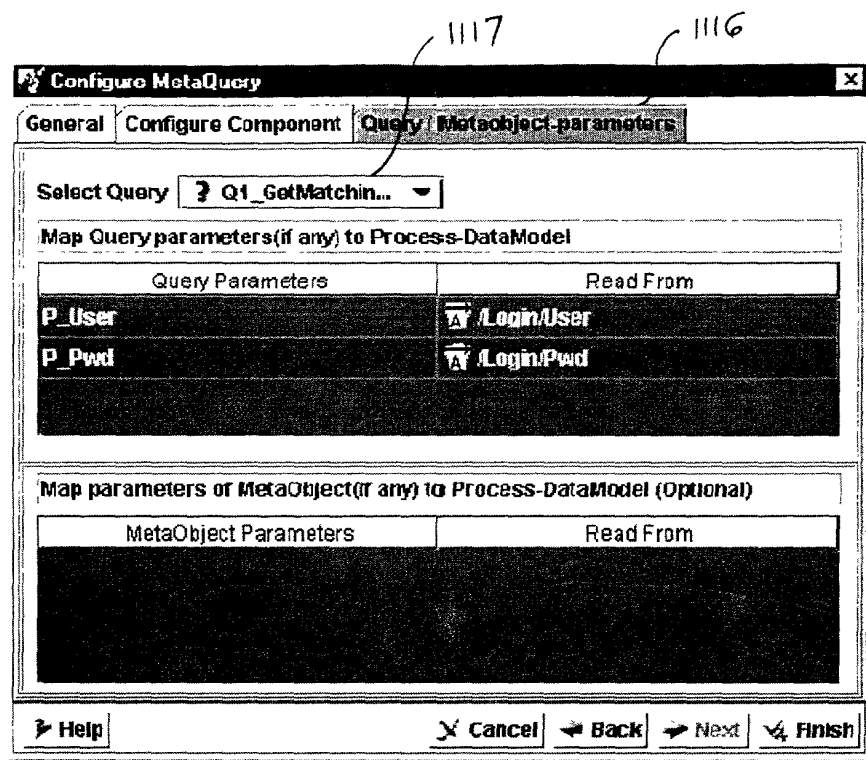 1117 1116
Configure MetaQuery
General Configure Component Query / Metaobject-parameters
Select Query Q1_GetMatchin...
Map Query parameters(if any) to Process-DataModel
Query Parameters Read From
P_User A /Login/User
P_Pwd A /Login/Pwd
Map parameters of MetaObject(if any) to Process-DataModel (Optional)
MetaObject Parameters Read From
Help Cancel Back Next Finish